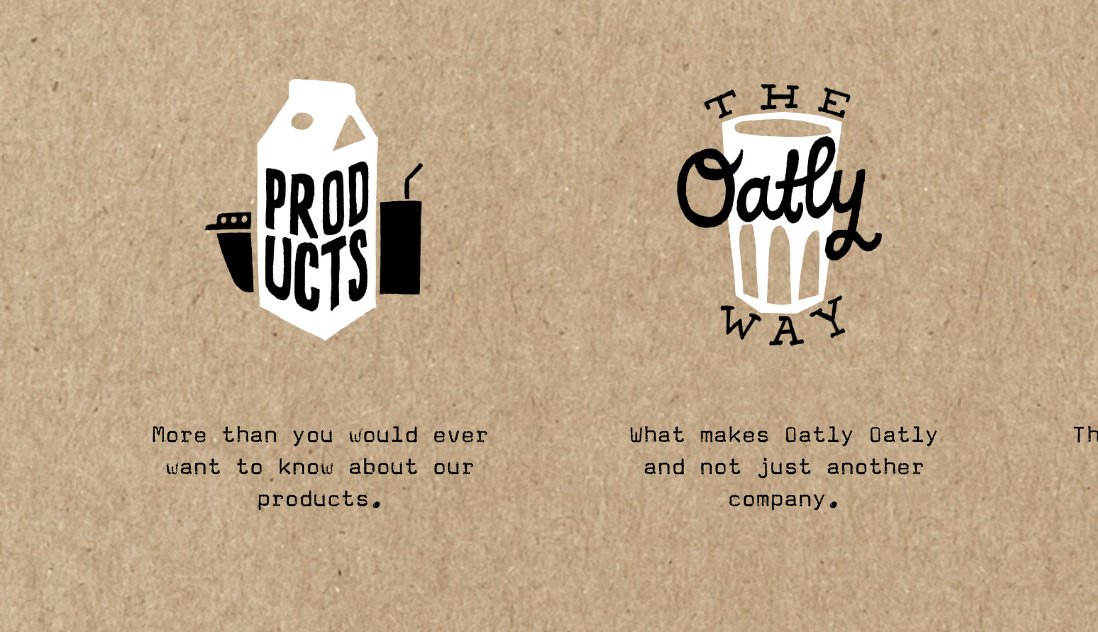 PROD
UCTS
More than you would ever
want to know about our
products.
THE
Oatly
WAY
What makes Oatly Oatly
and not just another
company.
Th